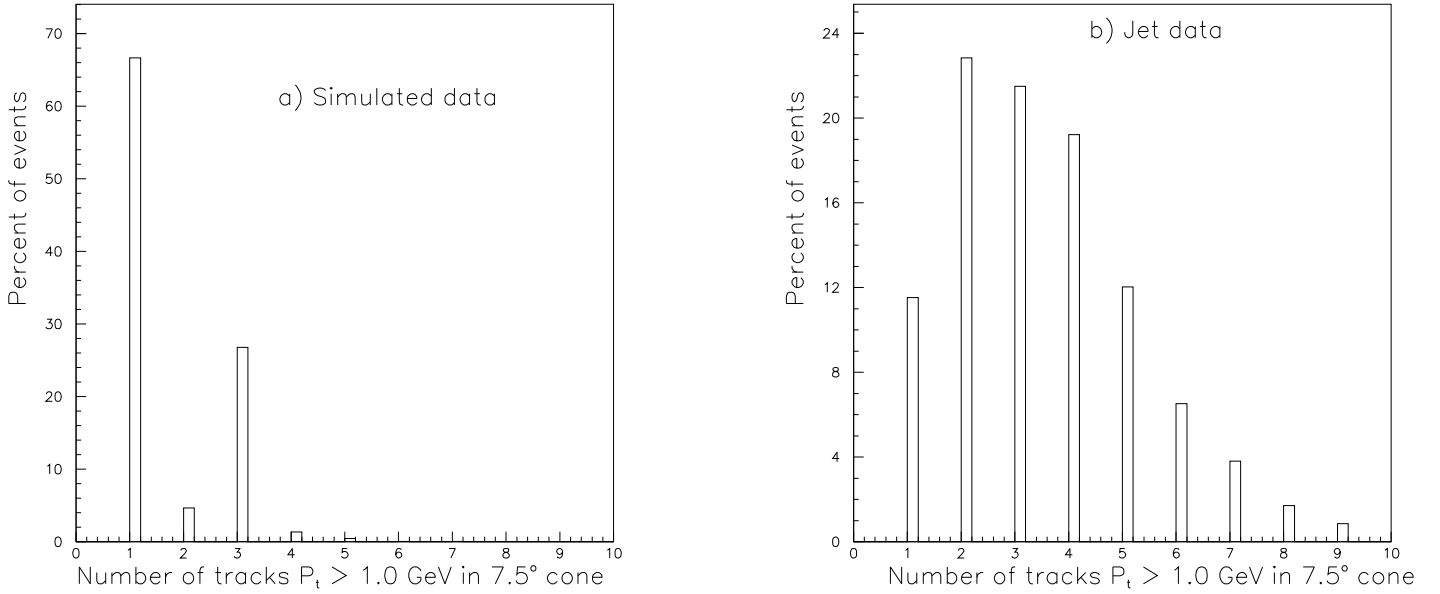 a) Simulated data
Percent of events
70
60
50
40
30
20
10
0
0 1 2 3 4 5 6 7 8 9 10
Number of tracks Pt > 1.0 GeV in 7.5° cone
b) Jet data
Percent of events
24
20
16
12
8
4
0
0 1 2 3 4 5 6 7 8 9 10
Number of tracks Pt > 1.0 GeV in 7.5° cone